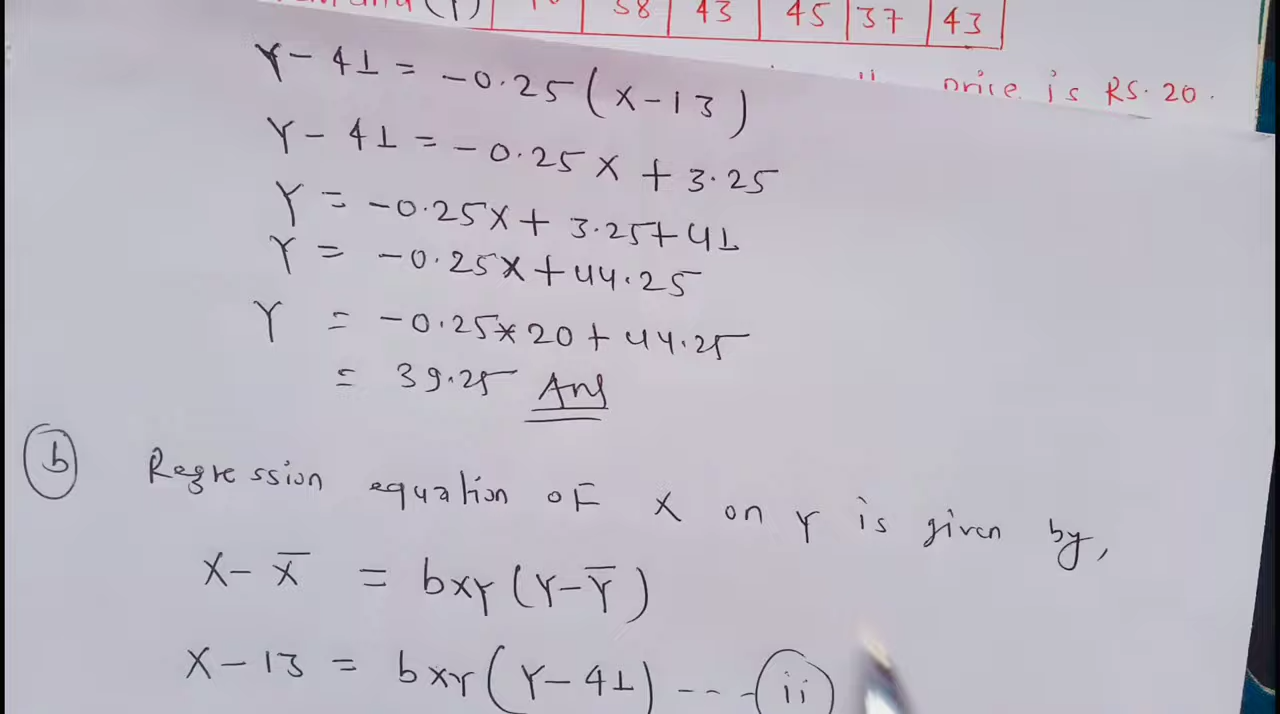 (Y) 38 43 45 37 43
price is RS. 20.
Y - 41 = -0.25 (X-13)
Y - 41 = -0.25X + 3.25
Y = -0.25X + 3.25 + 41
Y = -0.25X + 44.25
Y = -0.25*20 + 44.25
= 39.25 Ans
(b) Regression equation of X on Y is given by,
X - X̅ = bxy (Y - Y̅)
X - 13 = bxy (Y - 41) --- (ii)